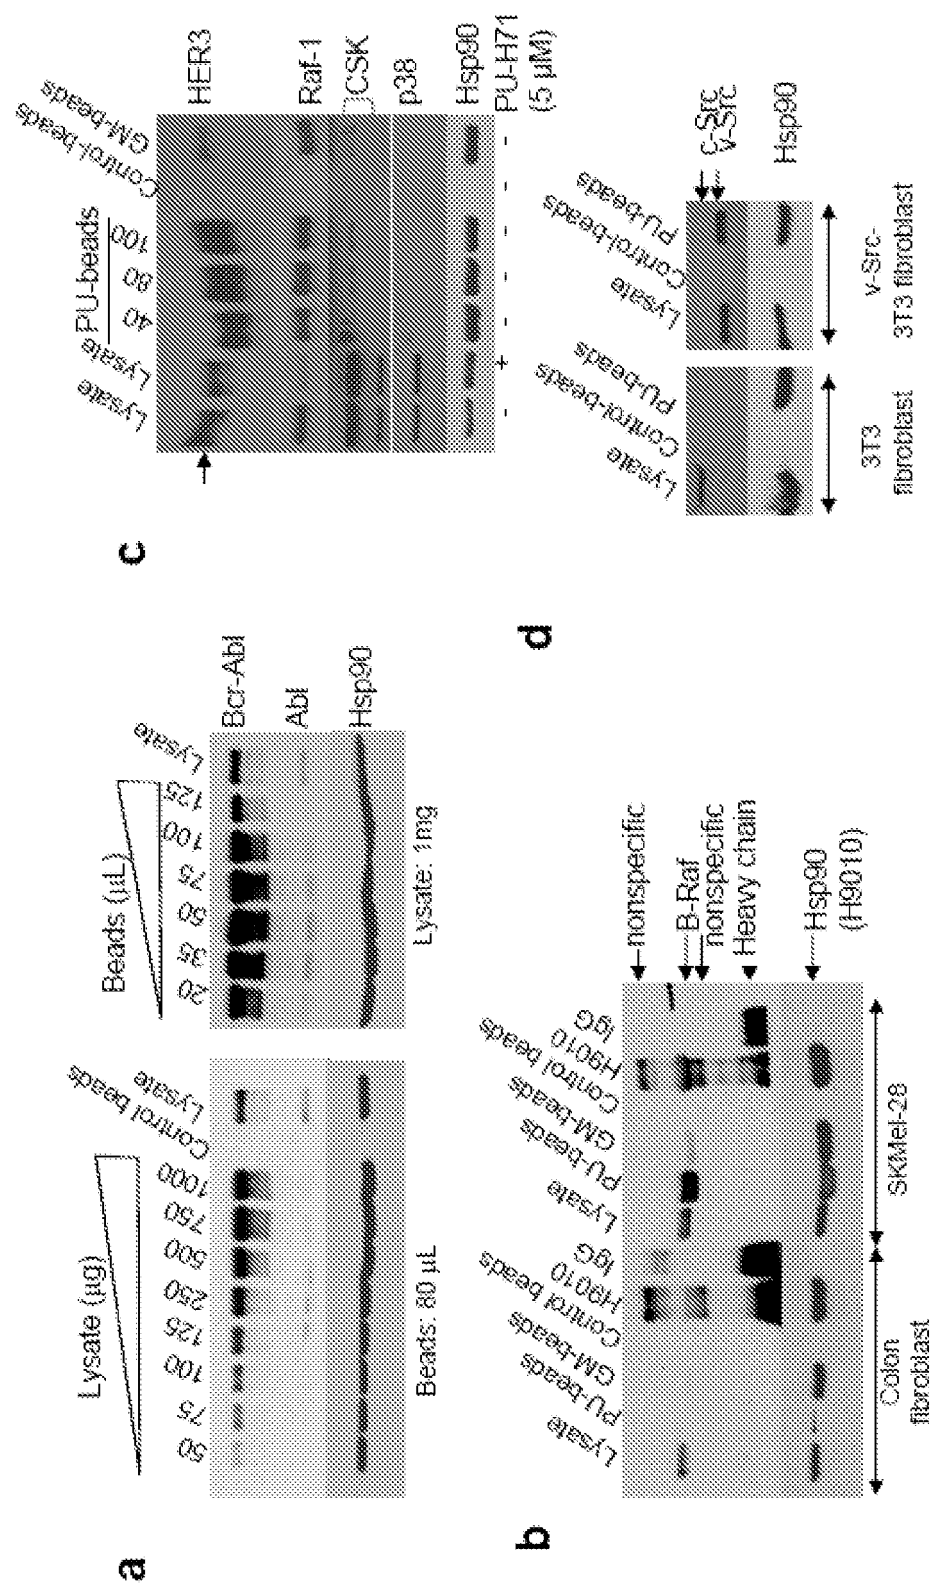 a
Lysate (µg)
50
75
100
125
250
500
750
1000
Control beads
Lysate
Beads: 80 µL
Beads (µL)
20
35
50
75
100
125
Lysate
Bcr-Abl
Abl
Hsp90
Lysate: 1mg
b
Lysate
PU-beads
GM-beads
Control beads
H9010
IgG
Lysate
PU-beads
GM-beads
Control beads
H9010
IgG
nonspecific
B-Raf
nonspecific
Heavy chain
Hsp90
(H9010)
Colon
fibroblast
SKMel-28
c
PU-beads
Lysate
Lysate
40
80
100
Control-beads
GM-beads
HER3
Raf-1
CSK
p38
Hsp90
PU-H71
(5 µM)
- + - - - - -
d
Lysate
Control-beads
PU-beads
Lysate
Control-beads
PU-beads
c-Src
v-Src
Hsp90
3T3
fibroblast
v-Src-
3T3 fibroblast